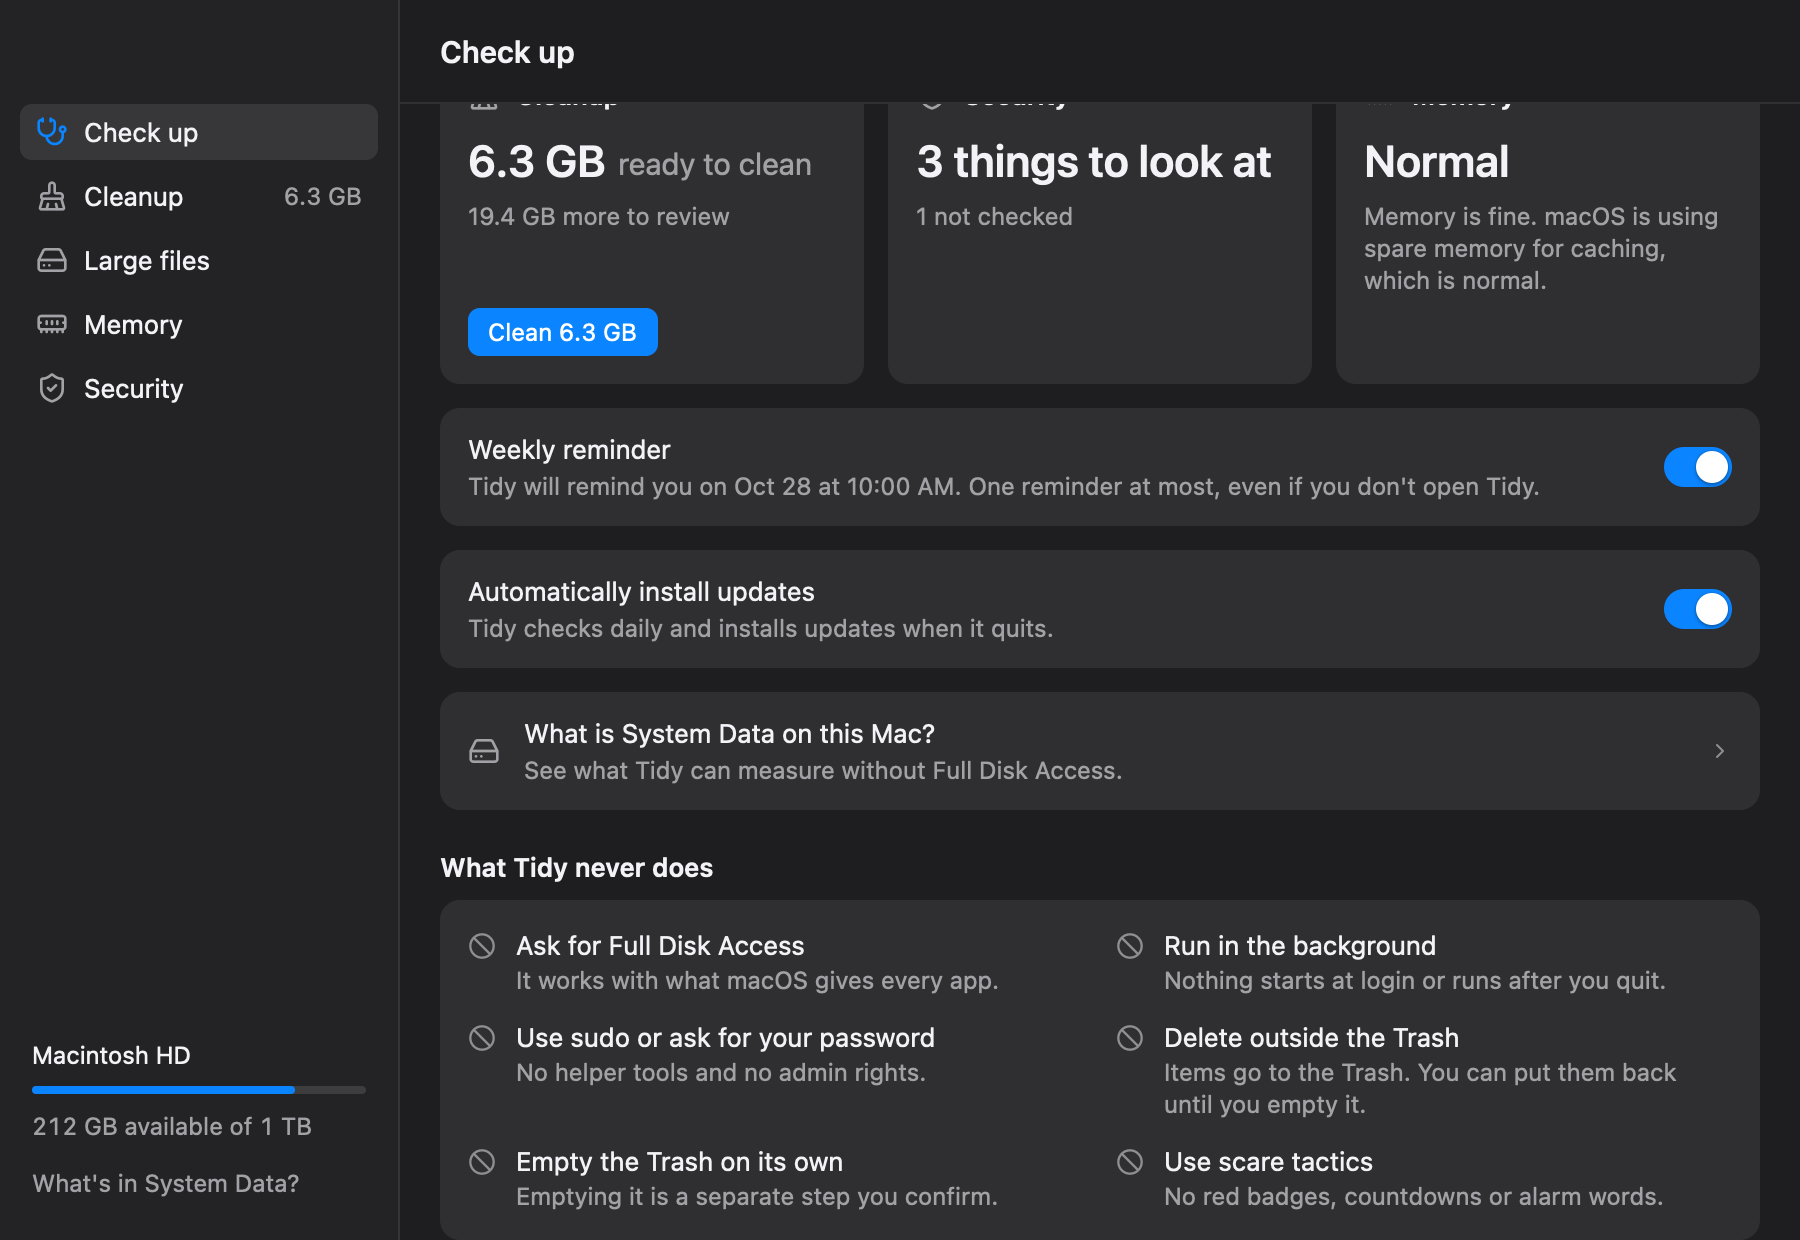 Check up
Check up
Cleanup
6.3 GB
Large files
Memory
Security
Macintosh HD
212 GB available of 1 TB
What's in System Data?
Cleanup
6.3 GB ready to clean
19.4 GB more to review
Clean 6.3 GB
Security
3 things to look at
1 not checked
Memory
Normal
Memory is fine. macOS is using
spare memory for caching,
which is normal.
Weekly reminder
Tidy will remind you on Oct 28 at 10:00 AM. One reminder at most, even if you don't open Tidy.
Automatically install updates
Tidy checks daily and installs updates when it quits.
What is System Data on this Mac?
See what Tidy can measure without Full Disk Access.
What Tidy never does
Ask for Full Disk Access
It works with what macOS gives every app.
Run in the background
Nothing starts at login or runs after you quit.
Use sudo or ask for your password
No helper tools and no admin rights.
Delete outside the Trash
Items go to the Trash. You can put them back
until you empty it.
Empty the Trash on its own
Emptying it is a separate step you confirm.
Use scare tactics
No red badges, countdowns or alarm words.